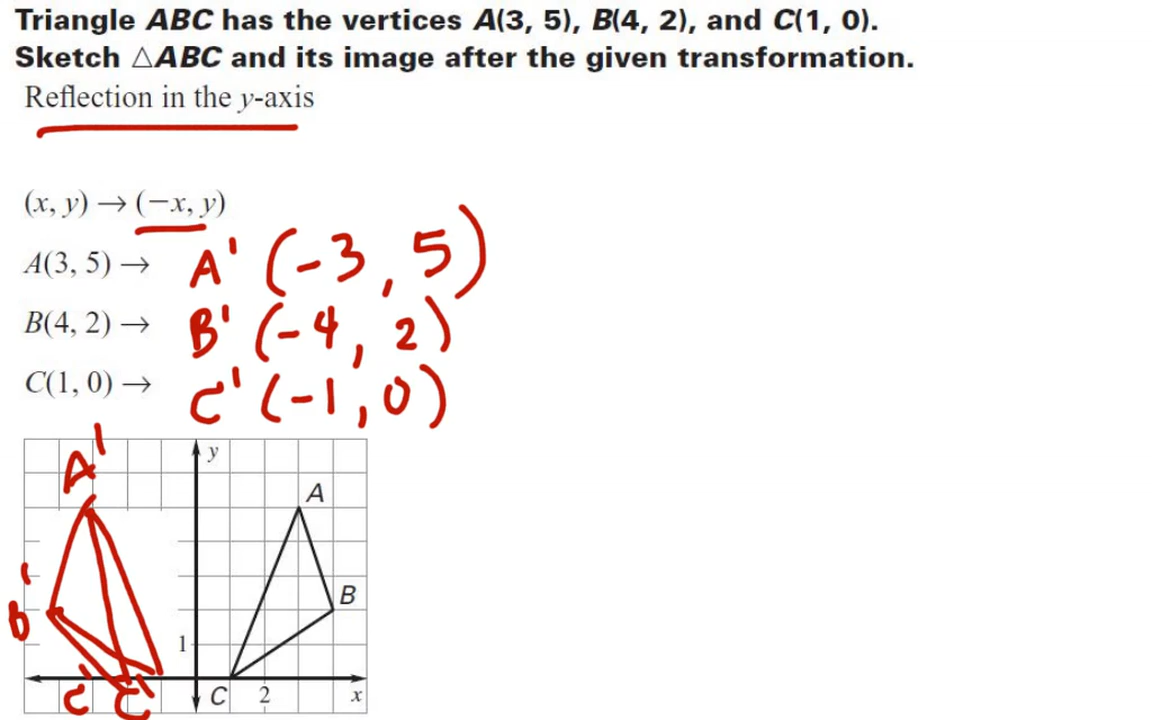 Triangle ABC has the vertices A(3, 5), B(4, 2), and C(1, 0).
Sketch △ABC and its image after the given transformation.
Reflection in the y-axis
(x, y) → (−x, y)
A(3, 5) → A' (-3, 5)
B(4, 2) → B' (-4, 2)
C(1, 0) → C' (-1, 0)
A'
y
A
B'
B
1
C' C'
C 2 x